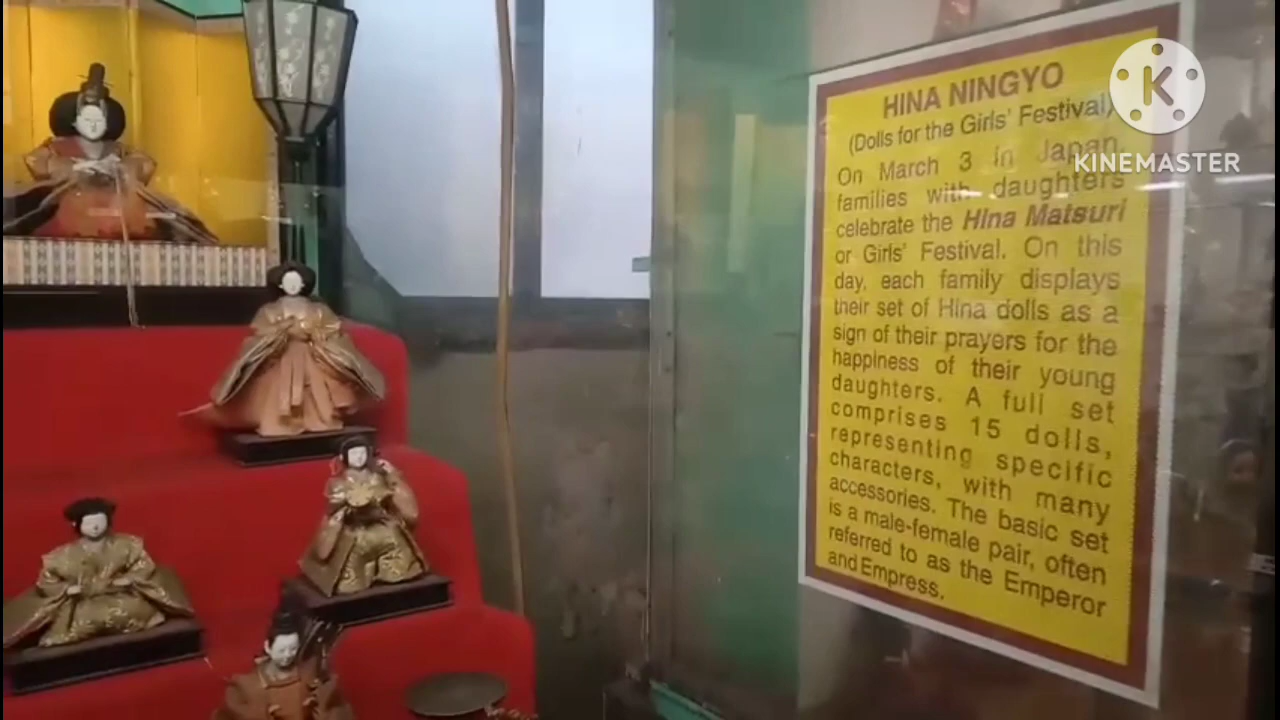 HINA NINGYO
(Dolls for the Girls' Festival)
On March 3 in Japan,
families with daughters
celebrate the Hina Matsuri
or Girls' Festival. On this
day, each family displays
their set of Hina dolls as a
sign of their prayers for the
happiness of their young
daughters. A full set
comprises 15 dolls,
representing specific
characters, with many
accessories. The basic set
is a male-female pair, often
referred to as the Emperor
and Empress.
K
KINEMASTER